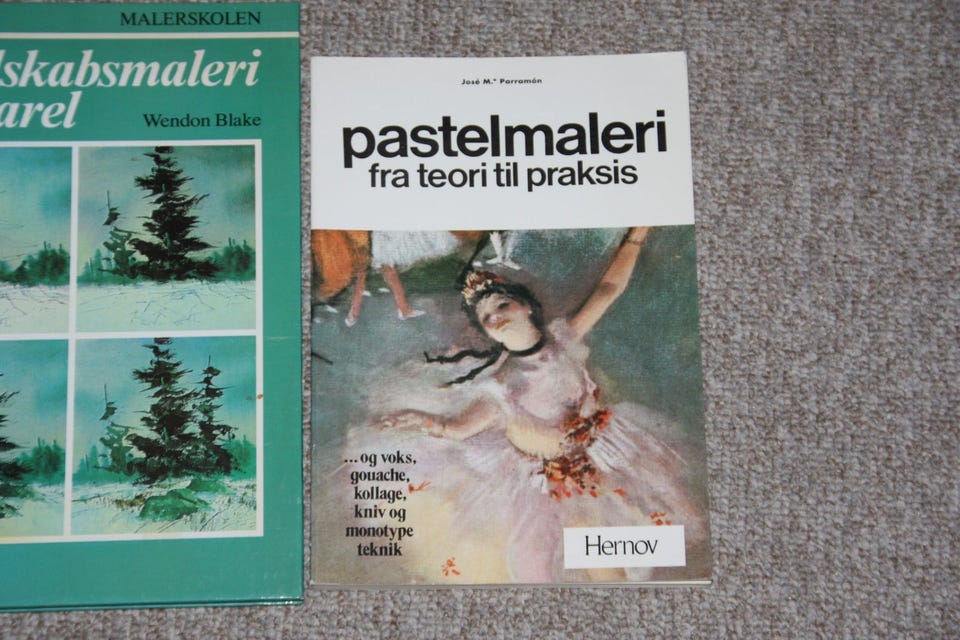 MALERSKOLEN
dskabsmaleri
arel
Wendon Blake
José M.ª Parramón
pastelmaleri
fra teori til praksis
...og voks,
gouache,
kollage,
kniv og
monotype
teknik
Hernov